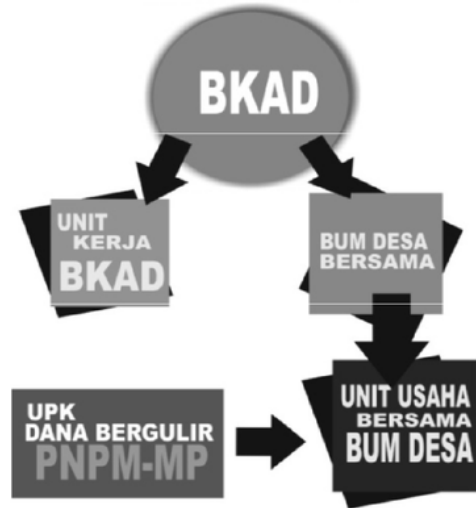 BKAD
UNIT
KERJA
BKAD
BUM DESA
BERSAMA
UPK
DANA BERGULIR
PNPM-MP
UNIT USAHA
BERSAMA
BUM DESA